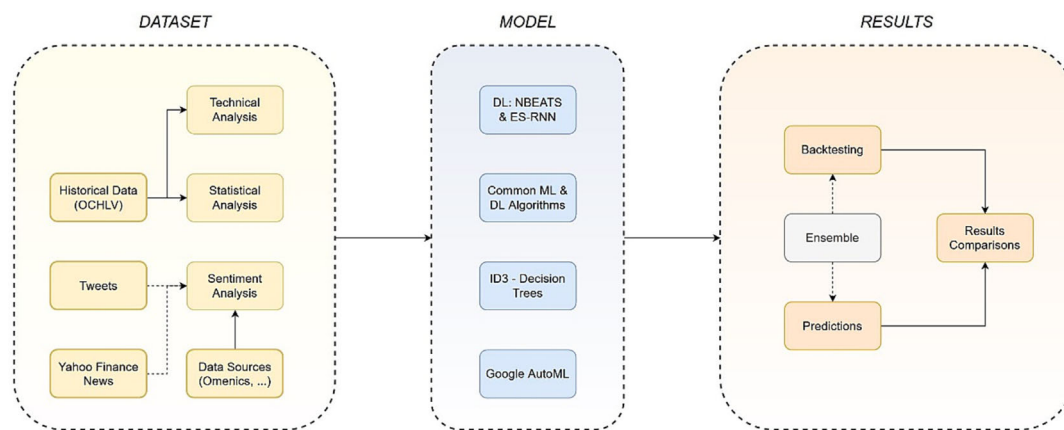 DATASET
MODEL
RESULTS
Technical
Analysis
Historical Data
(OCHLV)
Statistical
Analysis
Tweets
Sentiment
Analysis
Yahoo Finance
News
Data Sources
(Omenics, ...)
DL: NBEATS
& ES-RNN
Common ML &
DL Algorithms
ID3 - Decision
Trees
Google AutoML
Backtesting
Ensemble
Results
Comparisons
Predictions